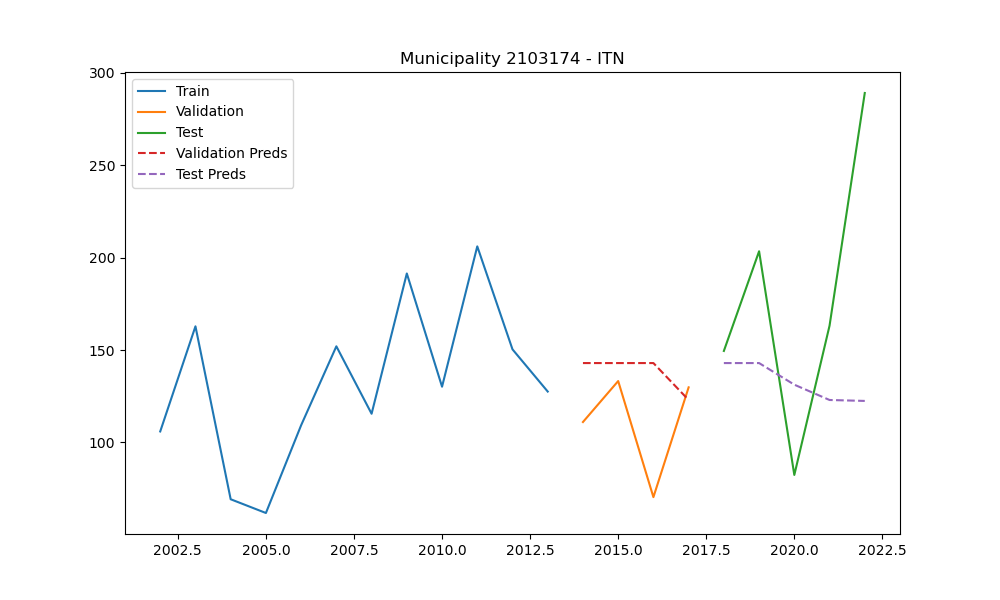 Municipality 2103174 - ITN
300
250
200
150
100
Train
Validation
Test
Validation Preds
Test Preds
2002.5 2005.0 2007.5 2010.0 2012.5 2015.0 2017.5 2020.0 2022.5